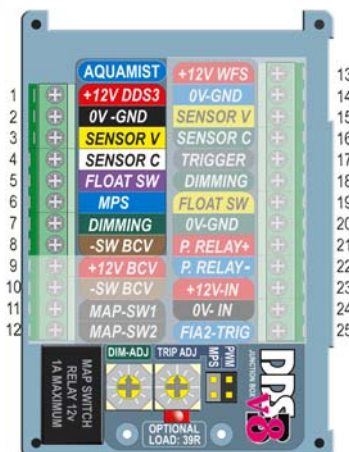 AQUAMIST
+12V WFS
13
1
+12V DDS3
0V-GND
14
2
0V -GND
SENSOR V
15
3
SENSOR V
SENSOR C
16
4
SENSOR C
TRIGGER
17
5
FLOAT SW
DIMMING
18
6
MPS
FLOAT SW
19
7
DIMMING
0V-GND
20
8
-SW BCV
P. RELAY+
21
9
+12V BCV
P. RELAY-
22
10
-SW BCV
+12V-IN
23
11
MAP-SW1
0V- IN
24
12
MAP-SW2
FIA2-TRIG
25
MAP SWITCH
RELAY 12v
1A MAXIMUM
DIM-ADJ
TRIP ADJ
MPS
PWM
OPTIONAL
LOAD: 39R
JUNCTION BOX
DDS
v8